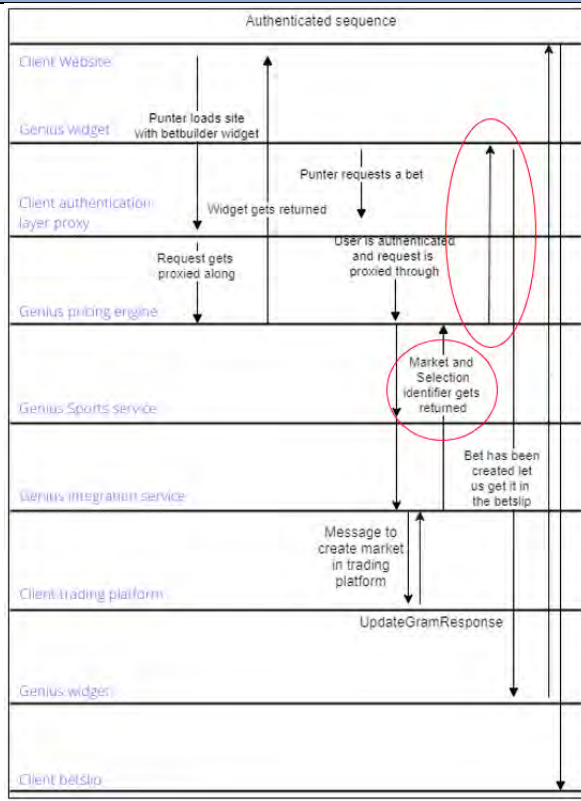 Authenticated sequence
Client Website
Punter loads site
with betbuilder widget
Genius widget
Punter requests a bet
Client authentication
layer proxy
Widget gets returned
Request gets
proxied along
User is authenticated
and request is
proxied through
Genius pricing engine
Market and
Selection
identifier gets
returned
Genius Sports service
Bet has been
created let
us get it in
the betslip
Genius integration service
Message to
create market
in trading
platform
Client trading platform
UpdateGramResponse
Genius widget
Client betslip